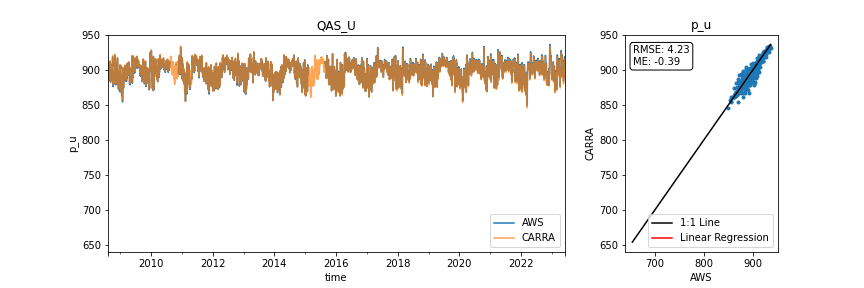 QAS_U
950
900
850
800
750
700
650
p_u
2010
2012
2014
2016
2018
2020
2022
time
AWS
CARRA
p_u
950
900
850
800
750
700
650
CARRA
RMSE: 4.23
ME: -0.39
1:1 Line
Linear Regression
700
800
900
AWS